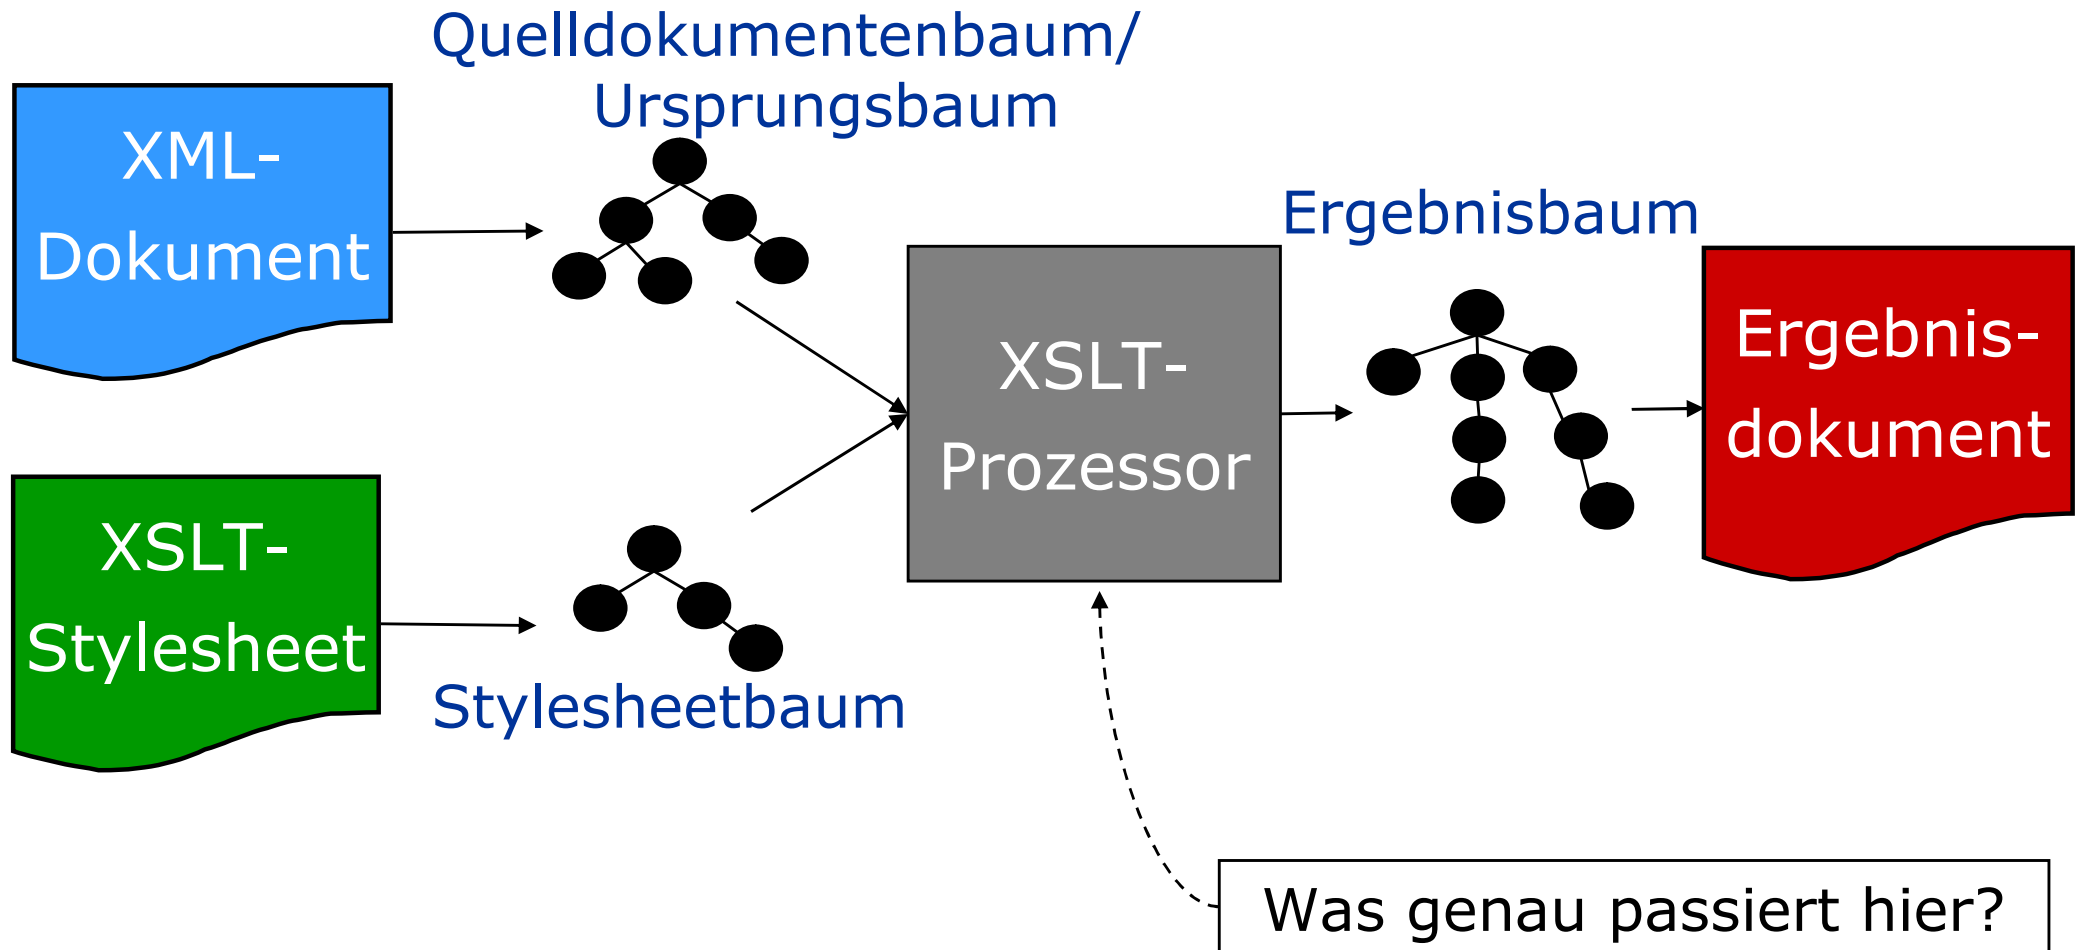 Quelldokumentenbaum/
Ursprungsbaum
XML-
Dokument
Ergebnisbaum
XSLT-
Prozessor
Ergebnis-
dokument
XSLT-
Stylesheet
Stylesheetbaum
Was genau passiert hier?